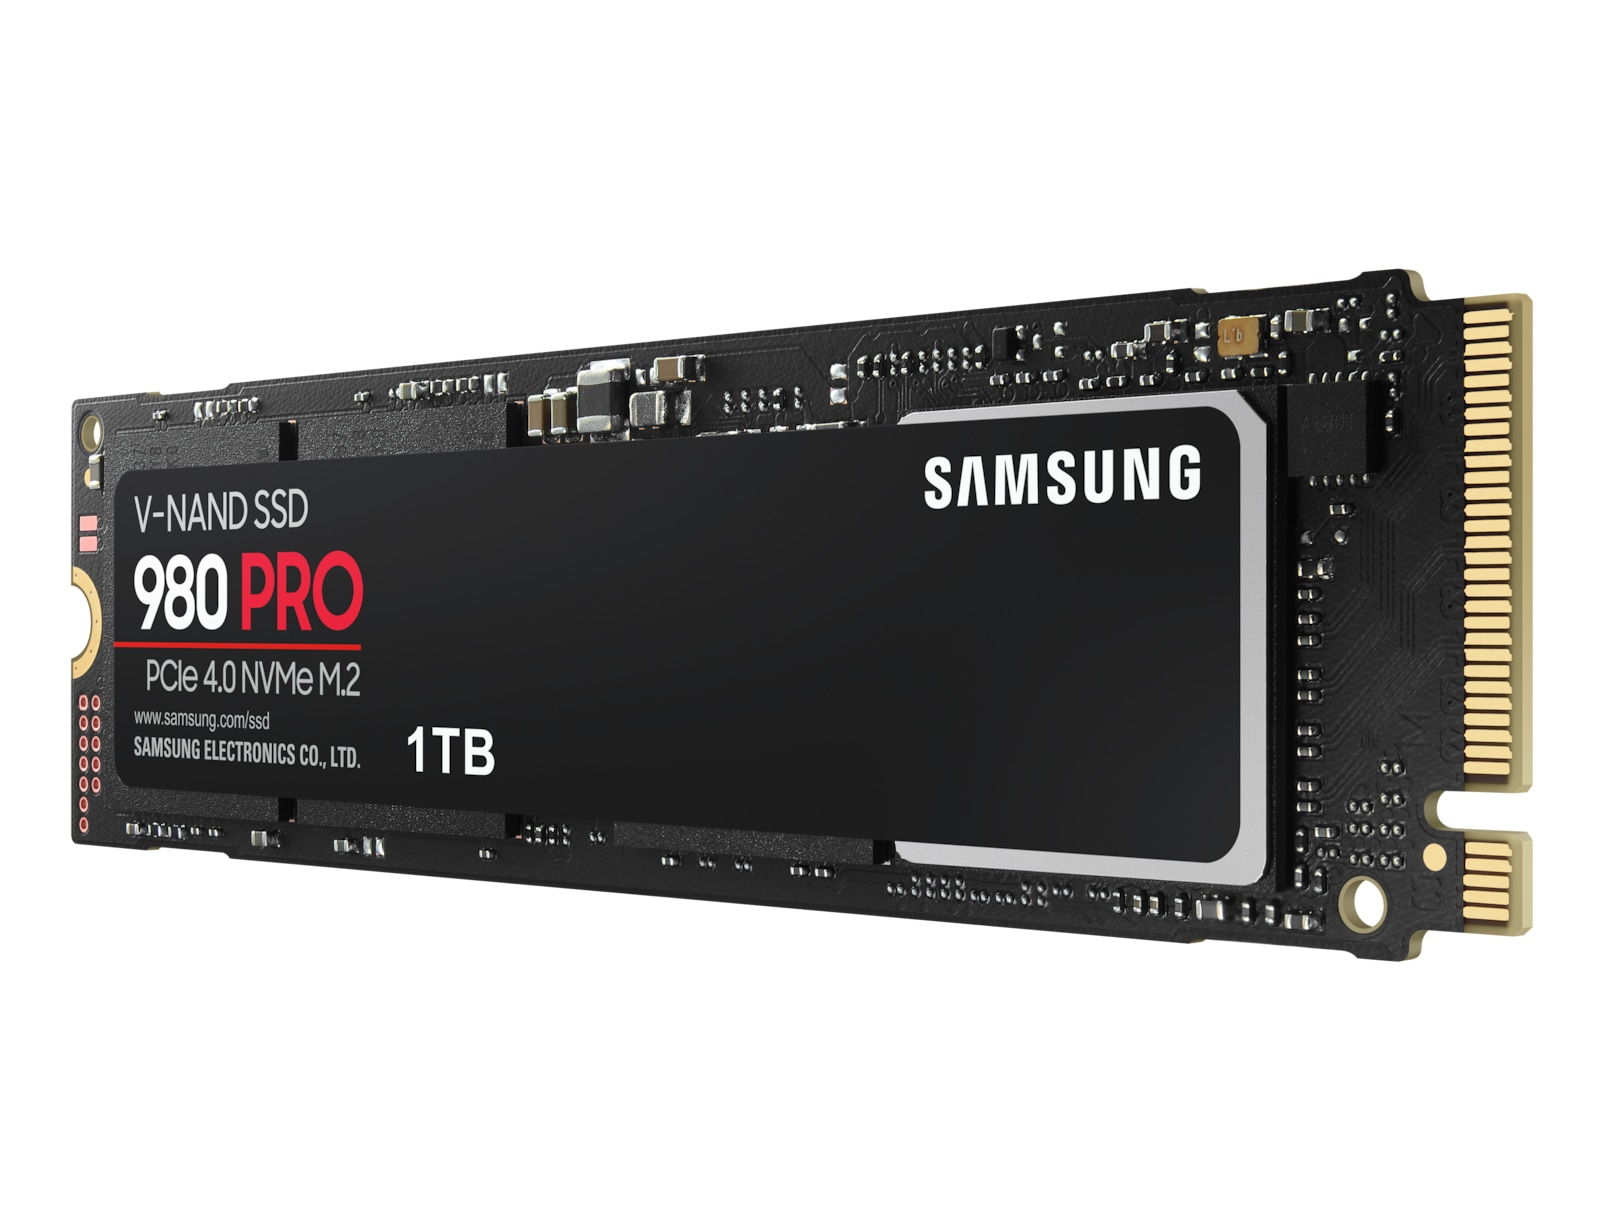 SAMSUNG
V-NAND SSD
980 PRO
PCIe 4.0 NVMe M.2
www.samsung.com/ssd
SAMSUNG ELECTRONICS CO., LTD.
1TB